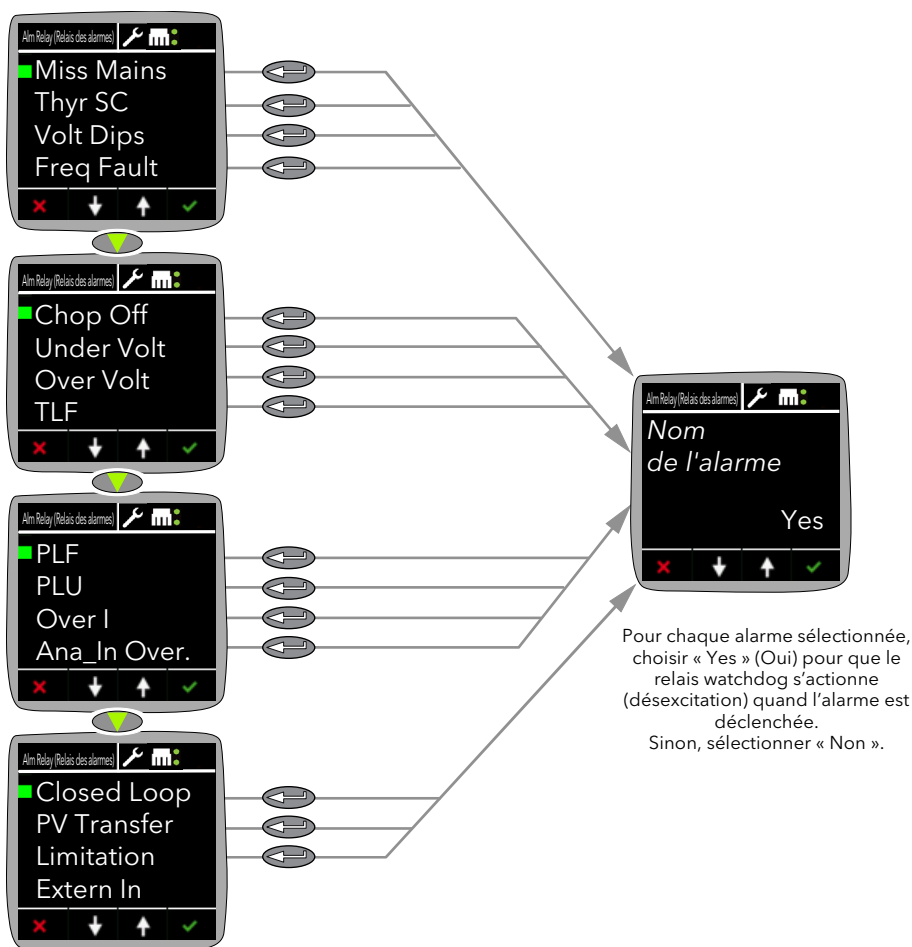 Alm Relay (Relais des alarmes)
Miss Mains
Thyr SC
Volt Dips
Freq Fault
Alm Relay (Relais des alarmes)
Chop Off
Under Volt
Over Volt
TLF
Alm Relay (Relais des alarmes)
PLF
PLU
Over I
Ana_In Over.
Alm Relay (Relais des alarmes)
Closed Loop
PV Transfer
Limitation
Extern In
Alm Relay (Relais des alarmes)
Nom
de l'alarme
Yes
Pour chaque alarme sélectionnée,
choisir « Yes » (Oui) pour que le
relais watchdog s'actionne
(désexcitation) quand l'alarme est
déclenchée.
Sinon, sélectionner « Non ».